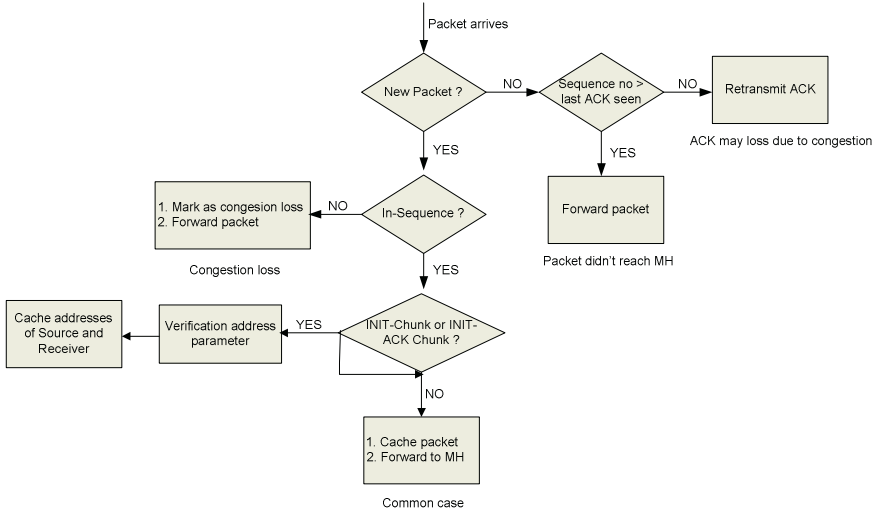 Packet arrives
New Packet ?
NO
Sequence no >
last ACK seen
NO
Retransmit ACK
ACK may loss due to congestion
YES
YES
1. Mark as congesion loss
2. Forward packet
NO
In-Sequence ?
Forward packet
Congestion loss
Packet didn't reach MH
YES
Cache addresses
of Source and
Receiver
Verification address
parameter
YES
INIT-Chunk or INIT-
ACK Chunk ?
NO
1. Cache packet
2. Forward to MH
Common case